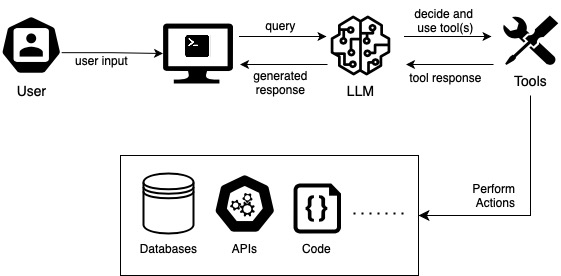 user input
User
query
generated
response
LLM
decide and
use tool(s)
tool response
Tools
Perform
Actions
Databases
APIs
{}
Code
.......